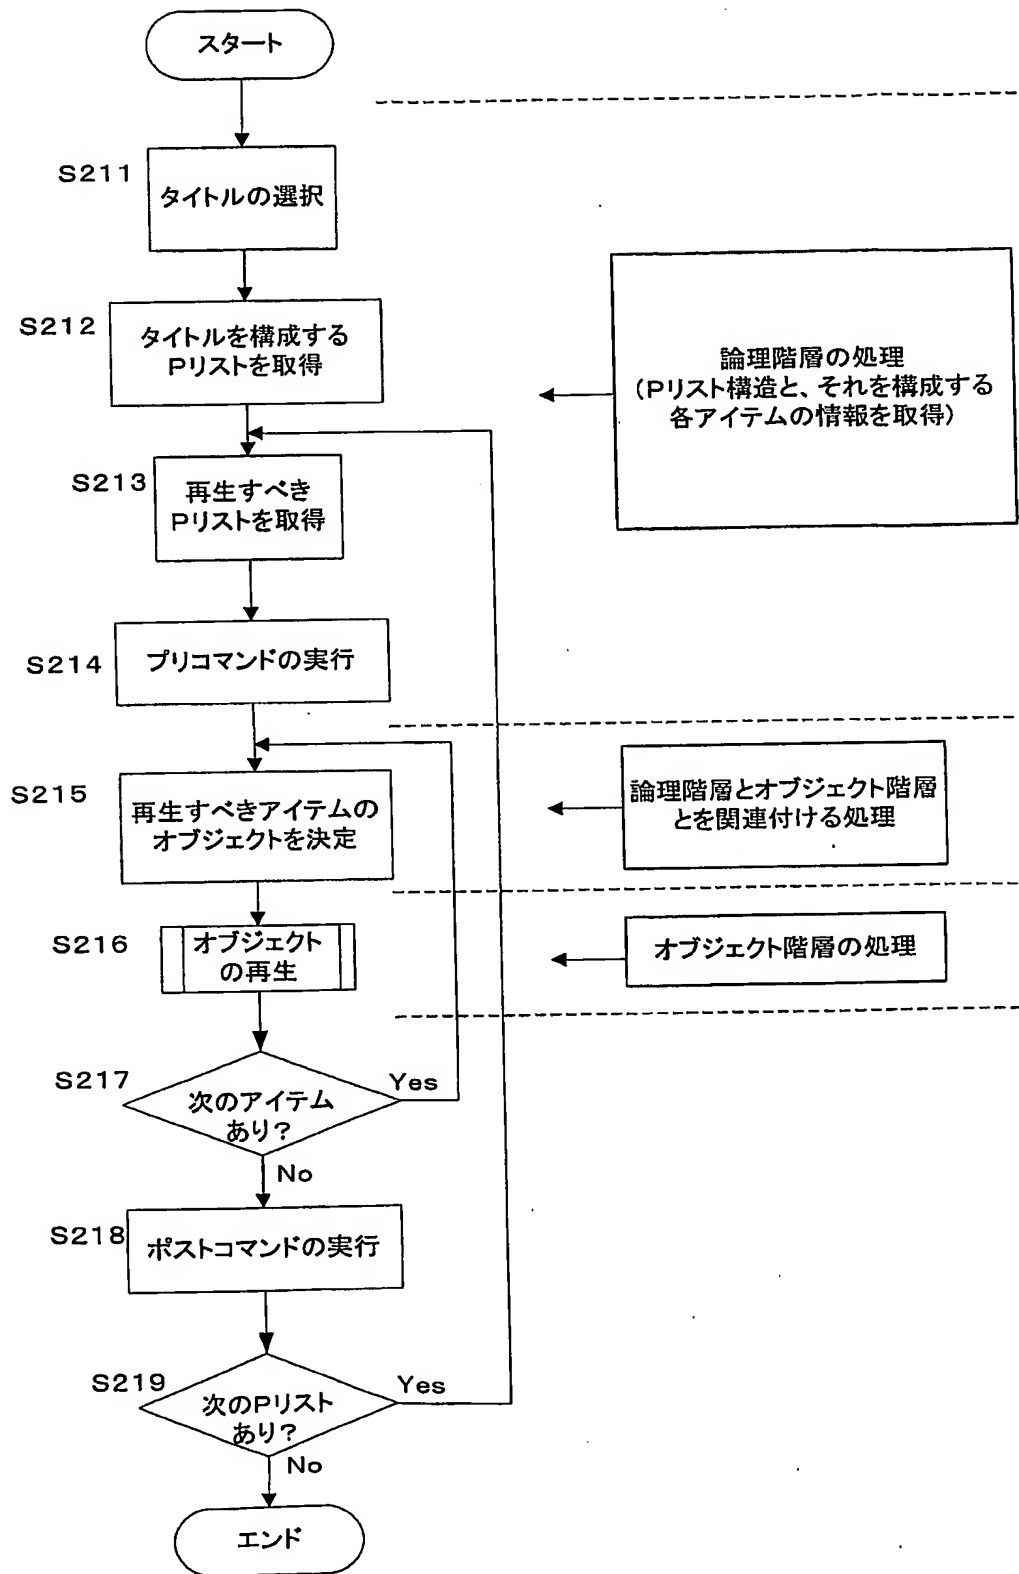 スタート
S211
タイトルの選択
S212
タイトルを構成する
Pリストを取得
論理階層の処理
(Pリスト構造と、それを構成する
各アイテムの情報を取得)
S213
再生すべき
Pリストを取得
S214
プリコマンドの実行
S215
再生すべきアイテムの
オブジェクトを決定
論理階層とオブジェクト階層
とを関連付ける処理
S216
オブジェクト
の再生
オブジェクト階層の処理
S217
次のアイテム
あり?
Yes
No
S218
ポストコマンドの実行
S219
次のPリスト
あり?
Yes
No
エンド